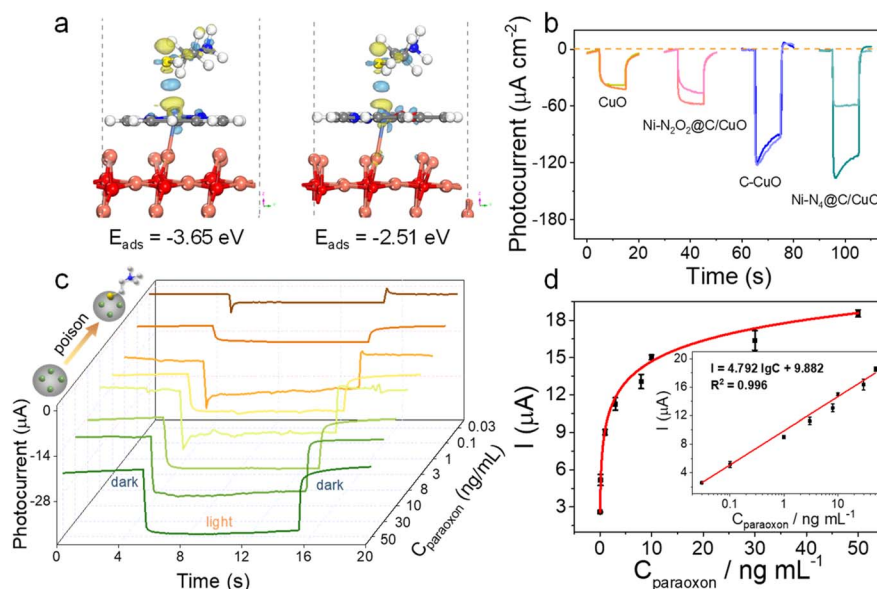 a
E_ads = -3.65 eV
E_ads = -2.51 eV
b
Photocurrent (μA cm⁻²)
0
-60
-120
-180
CuO
Ni-N₂O₂@C/CuO
C-CuO
Ni-N₄@C/CuO
0 20 40 60 80 100
Time (s)
c
poison
Photocurrent (μA)
0
-14
-28
dark
light
dark
0 4 8 12 16 20
Time (s)
0.03
0.1
1
3
8
10
30
50
C_paraoxon (ng/mL)
d
I (μA)
18
15
12
9
6
3
0 10 20 30 40 50
C_paraoxon / ng mL⁻¹
I = 4.792 lgC + 9.882
R² = 0.996
I (μA)
20
16
12
8
4
0.1 1 10
C_paraoxon / ng mL⁻¹